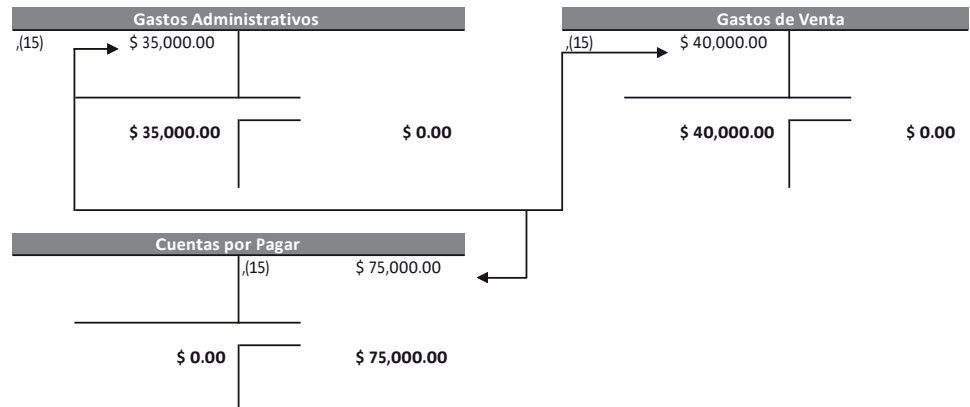 Gastos Administrativos
,(15) $ 35,000.00
$ 35,000.00 $ 0.00
Gastos de Venta
,(15) $ 40,000.00
$ 40,000.00 $ 0.00
Cuentas por Pagar
,(15) $ 75,000.00
$ 0.00 $ 75,000.00